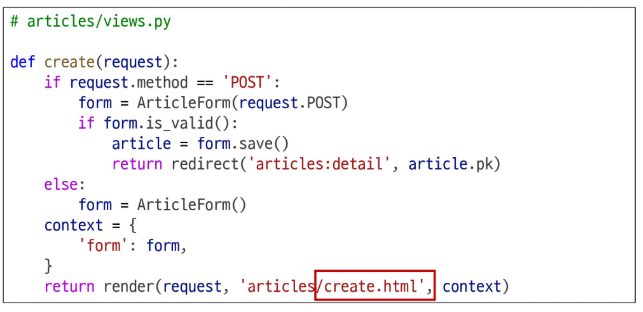 # articles/views.py
def create(request):
    if request.method == 'POST':
        form = ArticleForm(request.POST)
        if form.is_valid():
            article = form.save()
            return redirect('articles:detail', article.pk)
    else:
        form = ArticleForm()
    context = {
        'form': form,
    }
    return render(request, 'articles/create.html', context)